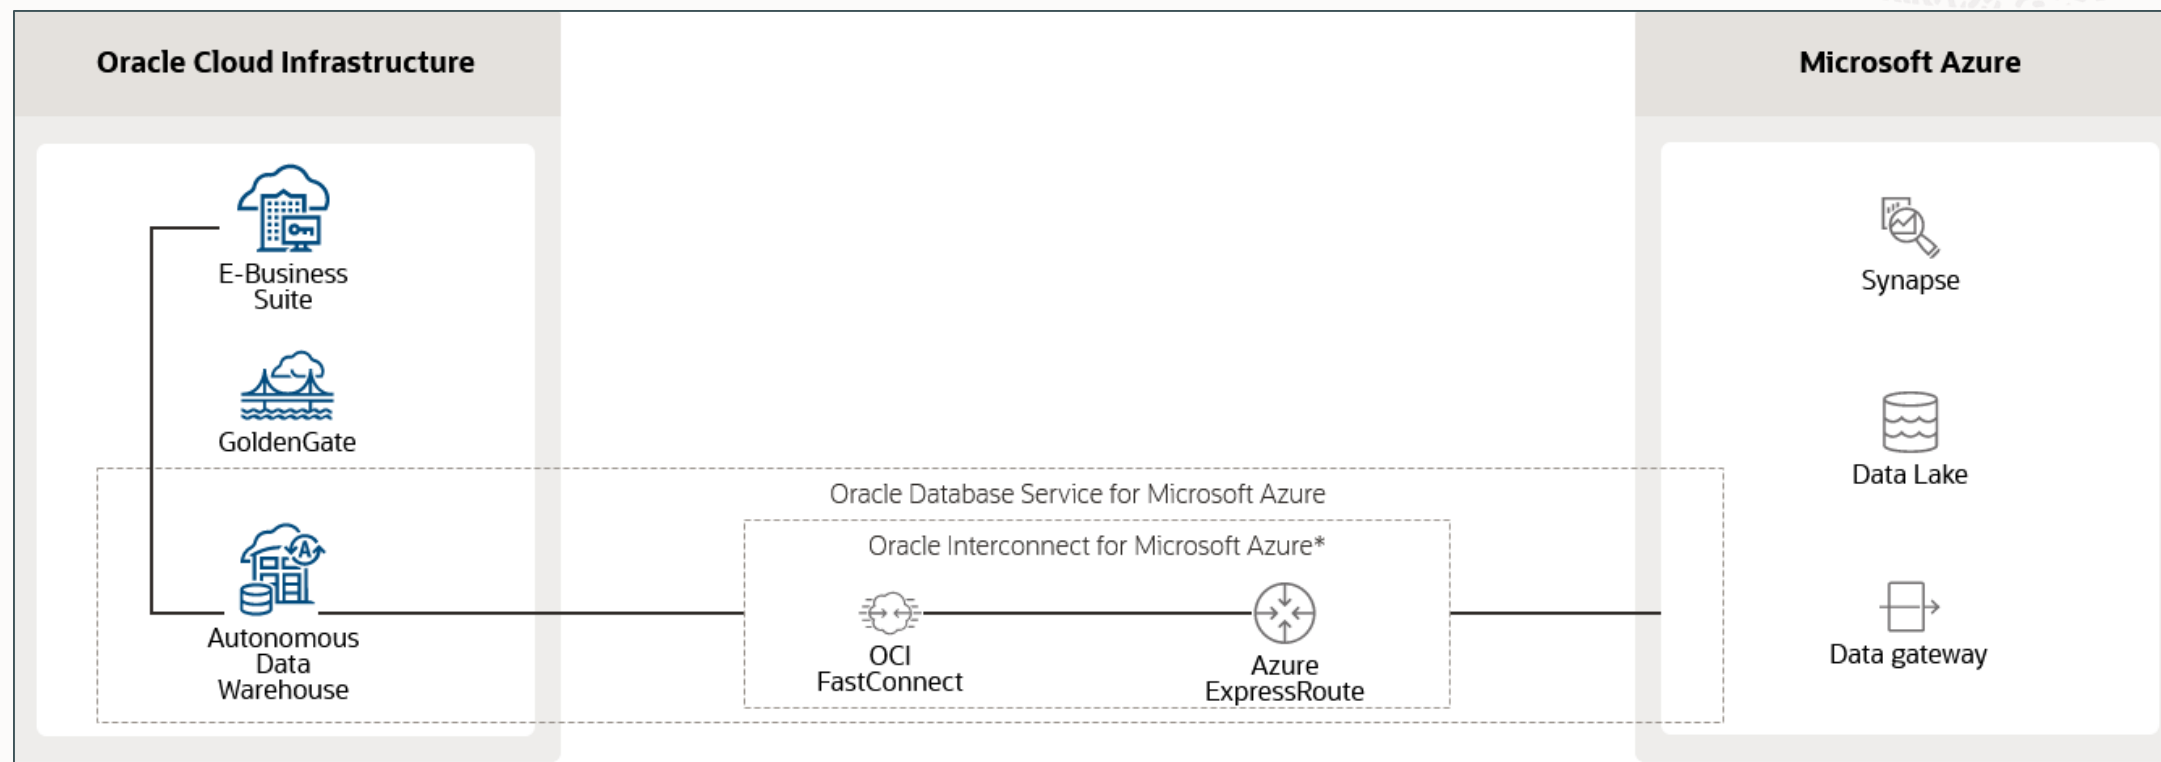 Oracle Cloud Infrastructure
Microsoft Azure
E-Business
Suite
GoldenGate
Autonomous
Data
Warehouse
Oracle Database Service for Microsoft Azure
Oracle Interconnect for Microsoft Azure*
OCI
FastConnect
Azure
ExpressRoute
Synapse
Data Lake
Data gateway